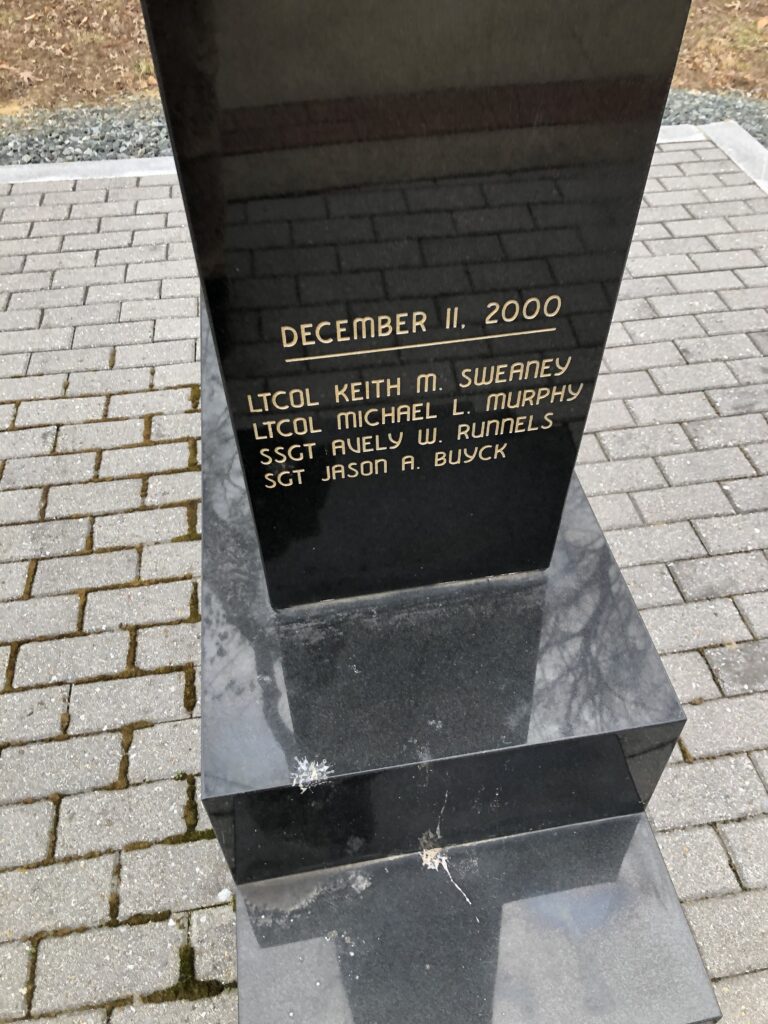 DECEMBER 11, 2000
LTCOL KEITH M. SWEANEY
LTCOL MICHAEL L. MURPHY
SSGT AVELY W. RUNNELS
SGT JASON A. BUYCK